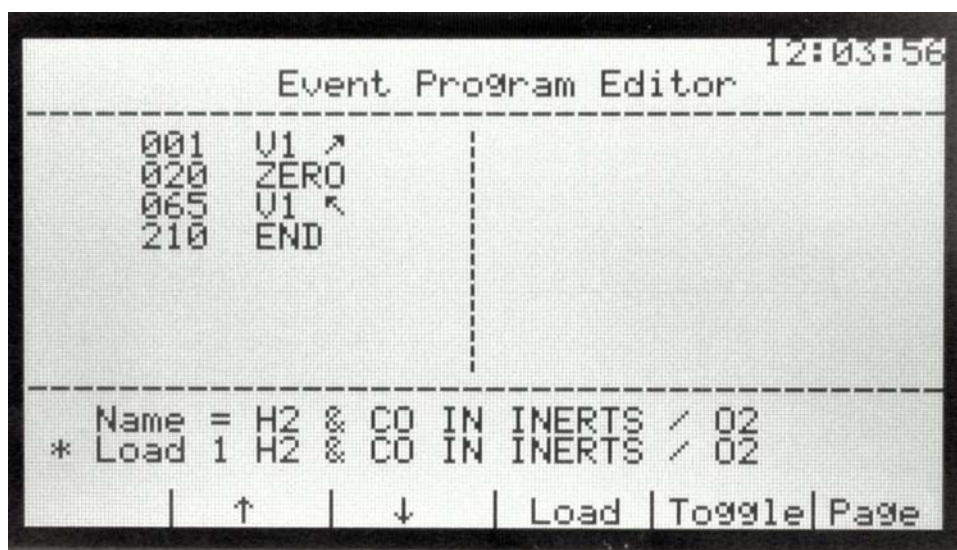 12:03:56
Event Program Editor
001 V1 ↗
020 ZERO
065 V1 ↖
210 END
Name = H2 & CO IN INERTS / O2
* Load 1 H2 & CO IN INERTS / O2
↑ | ↓ | Load | Toggle | Page